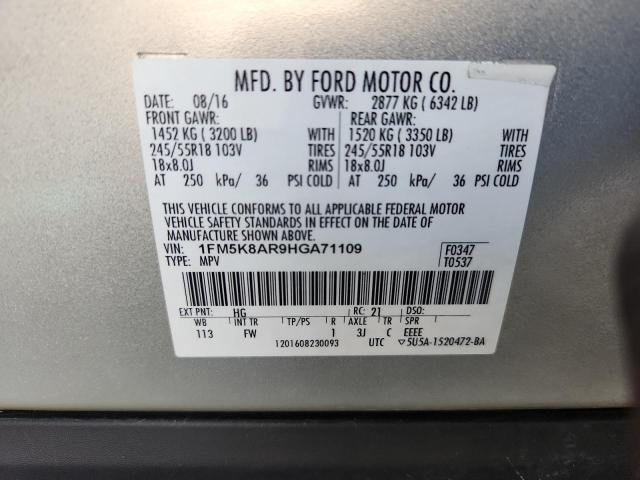 MFD. BY FORD MOTOR CO.
DATE: 08/16 GVWR: 2877 KG ( 6342 LB)
FRONT GAWR: REAR GAWR:
1452 KG ( 3200 LB) WITH 1520 KG ( 3350 LB) WITH
245/55R18 103V TIRES 245/55R18 103V TIRES
18x8.0J RIMS 18x8.0J RIMS
AT 250 kPa/ 36 PSI COLD AT 250 kPa/ 36 PSI COLD
THIS VEHICLE CONFORMS TO ALL APPLICABLE FEDERAL MOTOR
VEHICLE SAFETY STANDARDS IN EFFECT ON THE DATE OF
MANUFACTURE SHOWN ABOVE.
VIN: 1FM5K8AR9HGA71109 F0347
TYPE: MPV T0537
EXT PNT: HG RC: 21 DSO:
WB INT TR TP/PS R AXLE TR SPR
113 FW 1 3J C EEEE
1201608230093 UTC ▽5U5A-1520472-BA